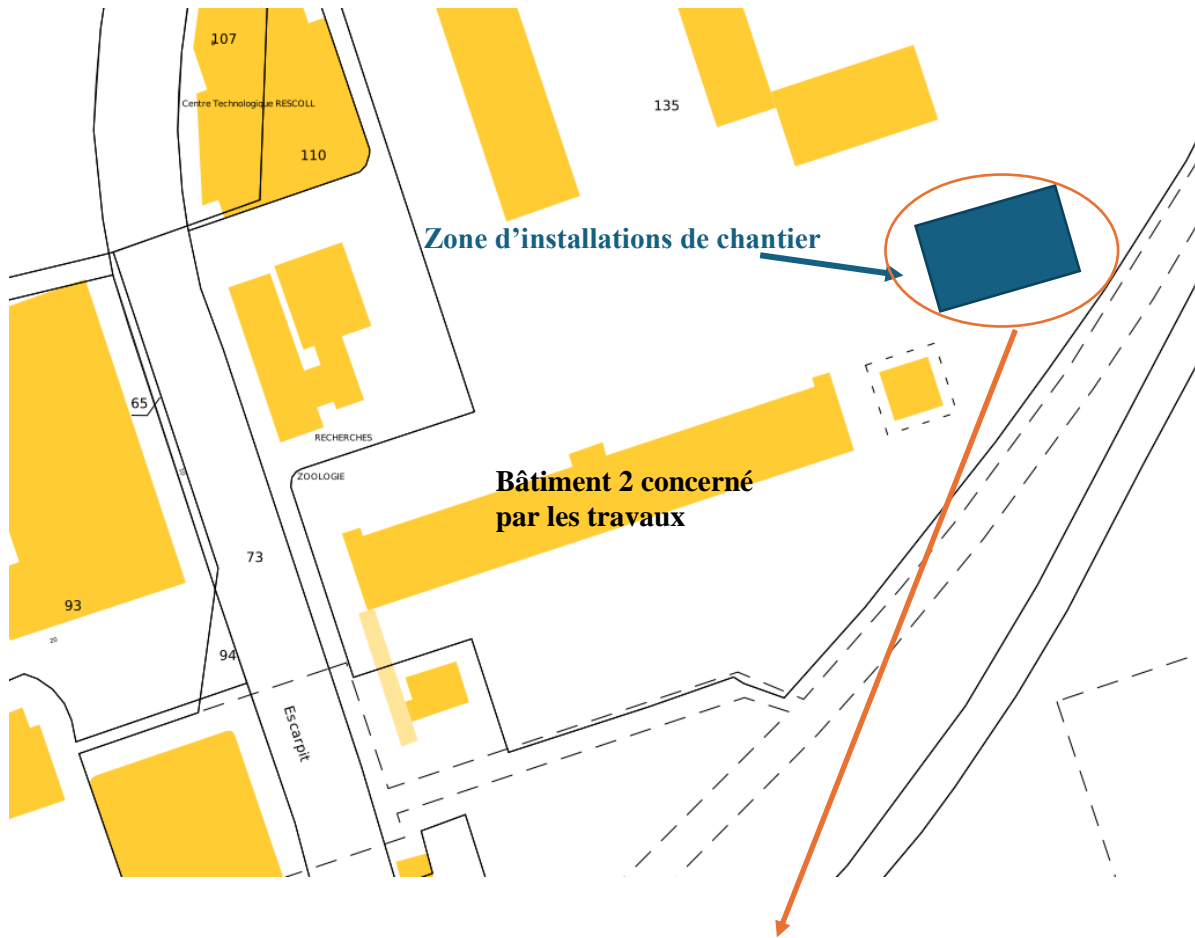 107
Centre Technologique RESCOLL
135
110
Zone d’installations de chantier
65
RECHERCHES
ZOOLOGIE
Bâtiment 2 concerné
par les travaux
73
93
20
94
Escarpit